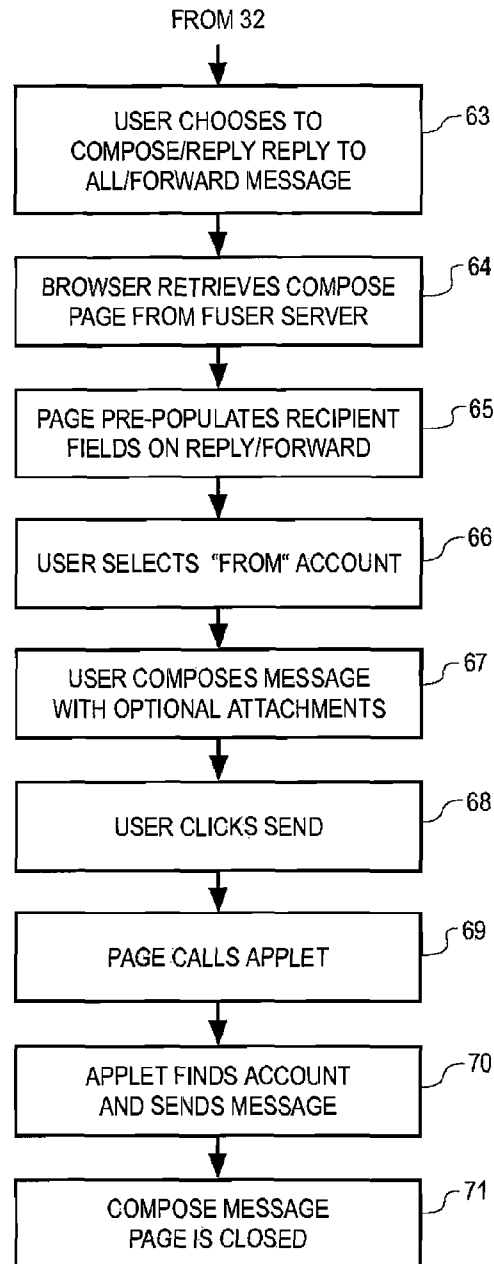 FROM 32
USER CHOOSES TO
COMPOSE/REPLY REPLY TO
ALL/FORWARD MESSAGE
63
BROWSER RETRIEVES COMPOSE
PAGE FROM FUSER SERVER
64
PAGE PRE-POPULATES RECIPIENT
FIELDS ON REPLY/FORWARD
65
USER SELECTS "FROM" ACCOUNT
66
USER COMPOSES MESSAGE
WITH OPTIONAL ATTACHMENTS
67
USER CLICKS SEND
68
PAGE CALLS APPLET
69
APPLET FINDS ACCOUNT
AND SENDS MESSAGE
70
COMPOSE MESSAGE
PAGE IS CLOSED
71